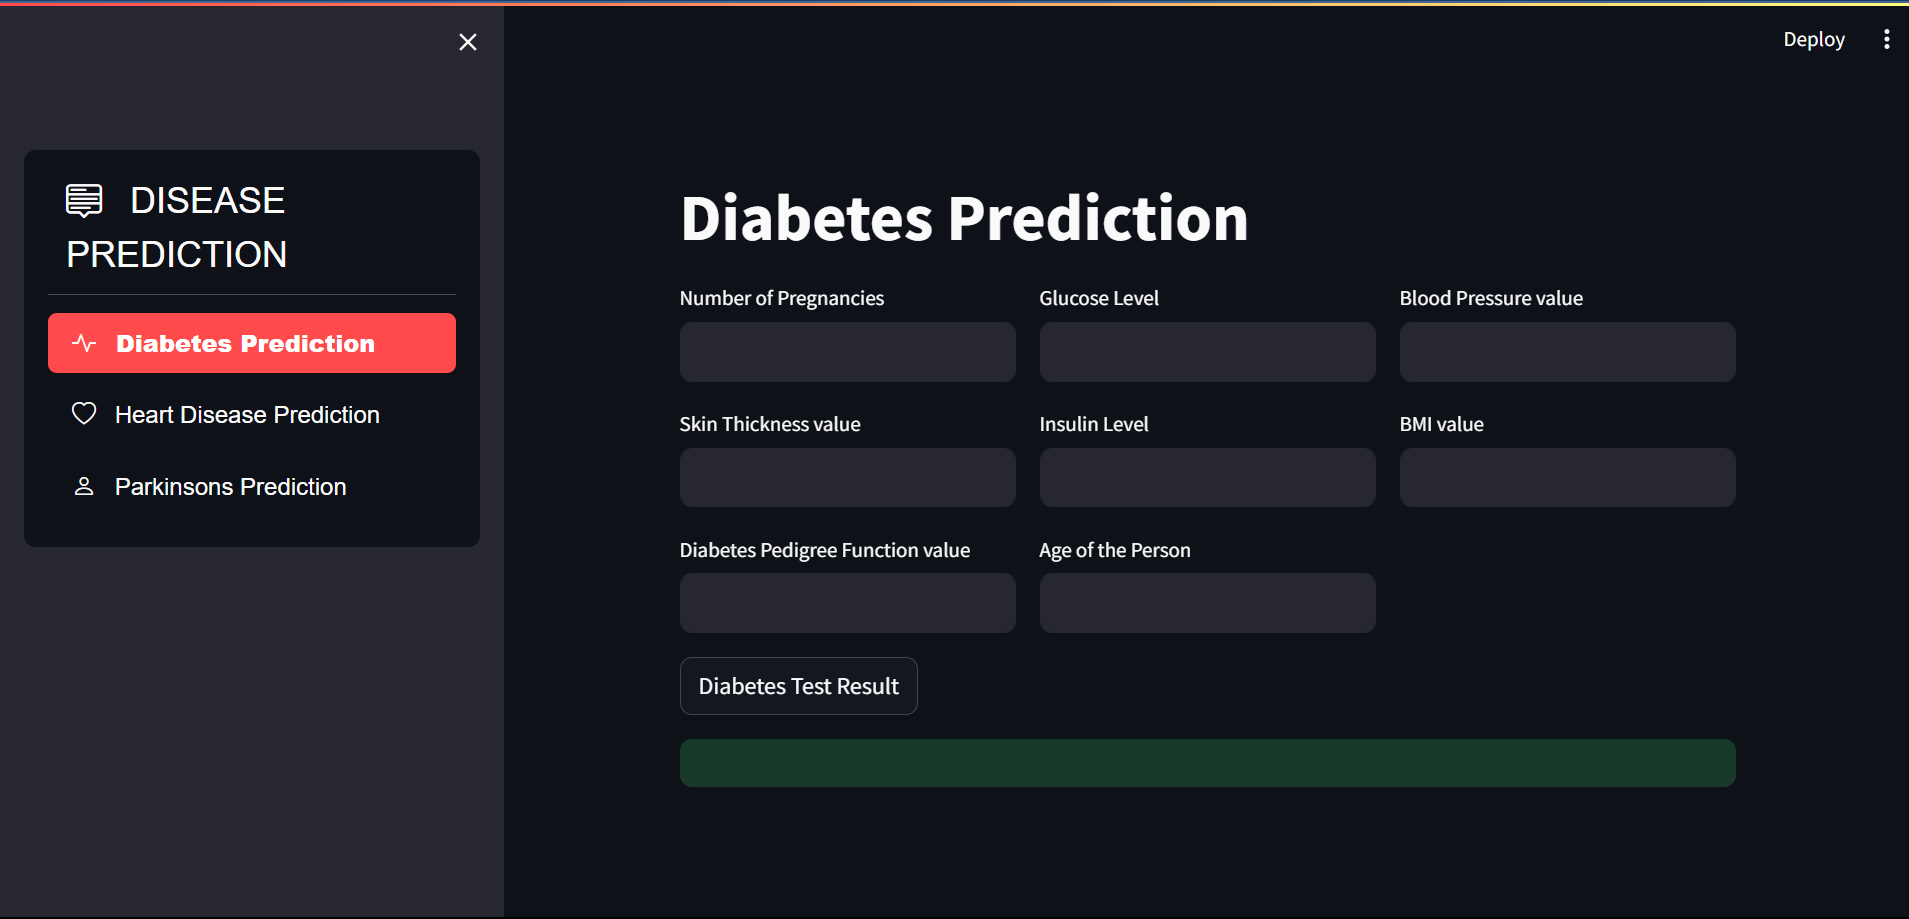 Deploy
DISEASE
PREDICTION
Diabetes Prediction
Heart Disease Prediction
Parkinsons Prediction
Diabetes Prediction
Number of Pregnancies
Glucose Level
Blood Pressure value
Skin Thickness value
Insulin Level
BMI value
Diabetes Pedigree Function value
Age of the Person
Diabetes Test Result